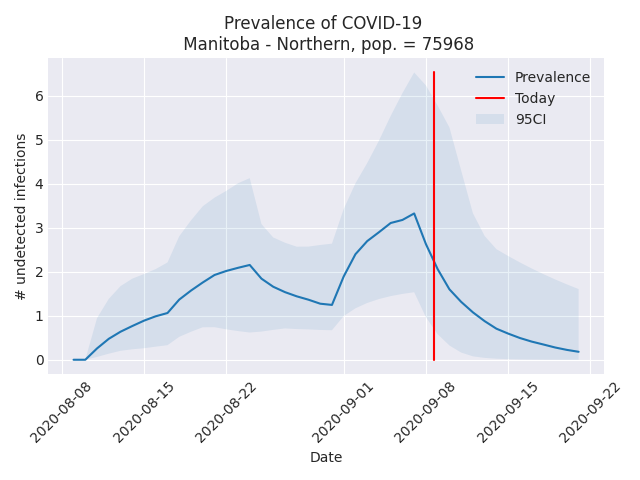 Prevalence of COVID-19
Manitoba - Northern, pop. = 75968
Prevalence
Today
95CI
# undetected infections
6
5
4
3
2
1
0
2020-08-08
2020-08-15
2020-08-22
2020-09-01
2020-09-08
2020-09-15
2020-09-22
Date